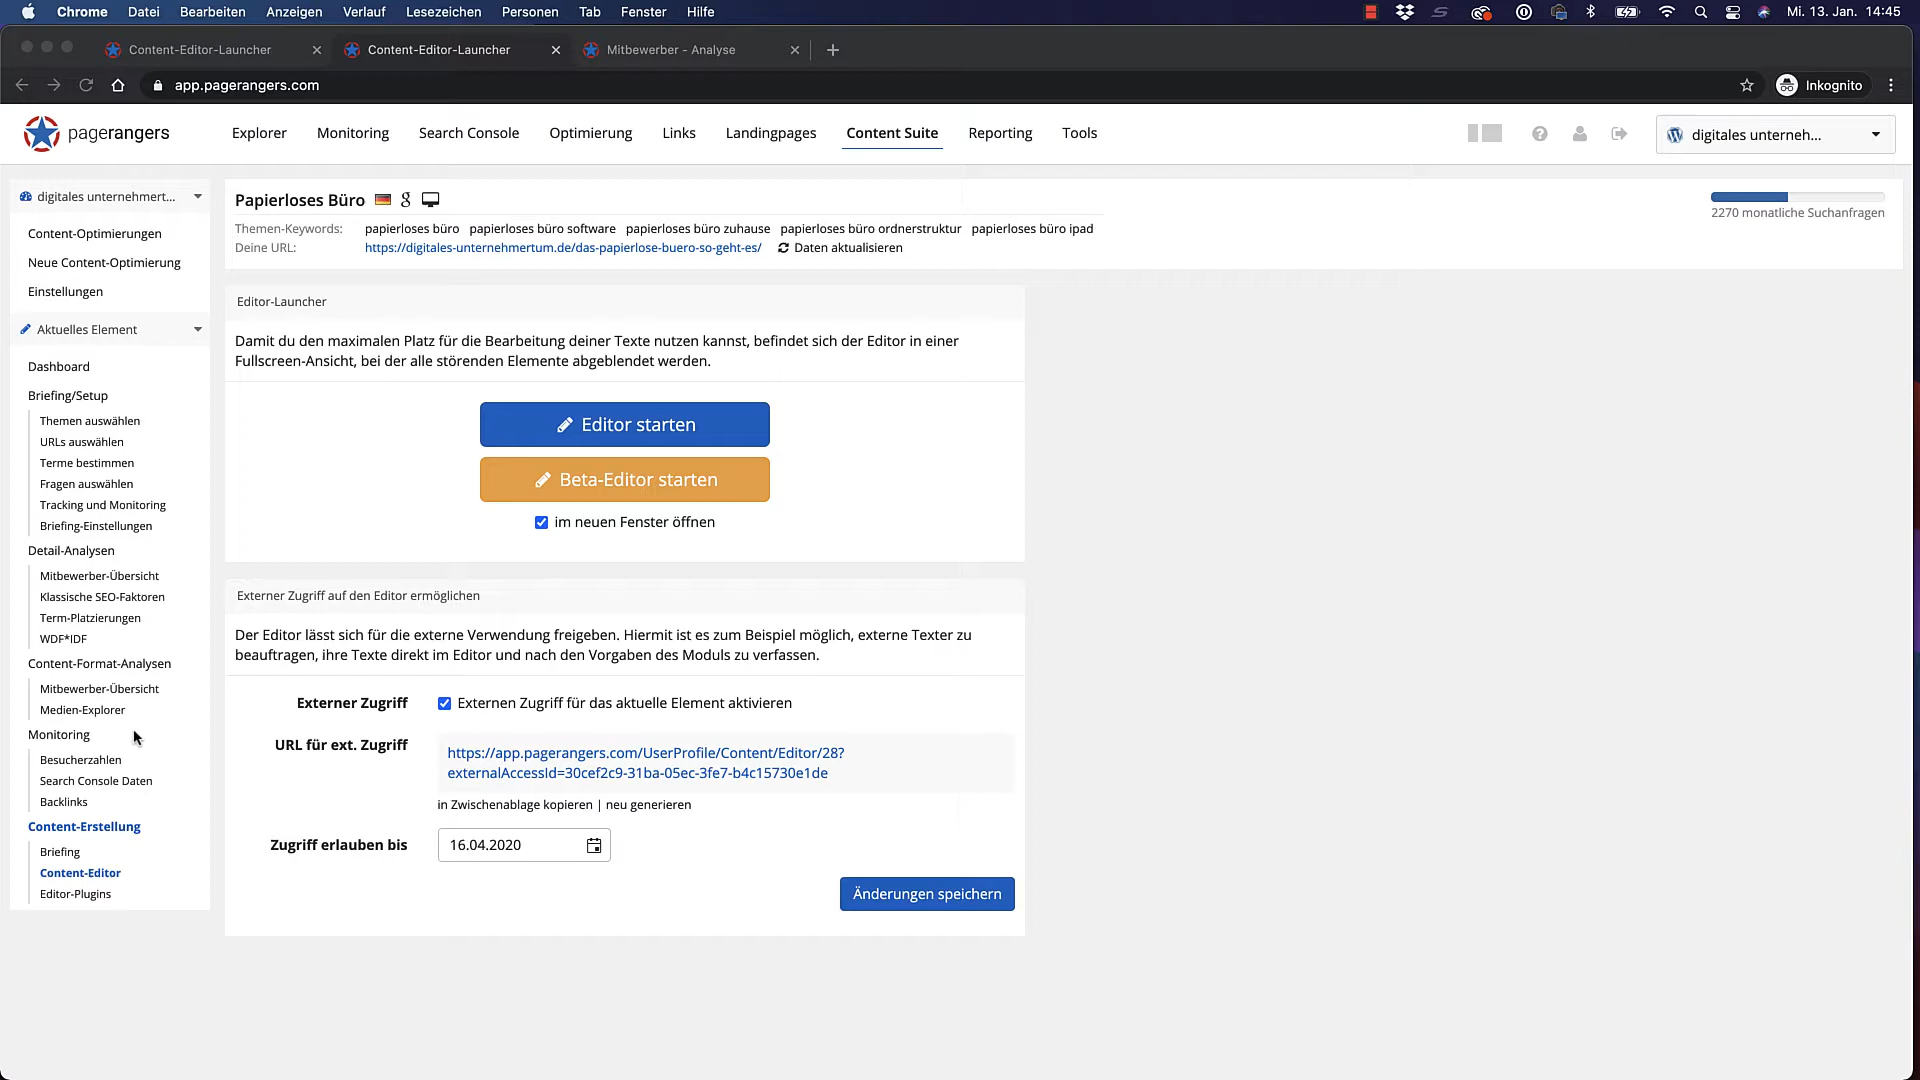 Chrome Datei Bearbeiten Anzeigen Verlauf Lesezeichen Personen Tab Fenster Hilfe Mi. 13. Jan. 14:45
Content-Editor-Launcher Content-Editor-Launcher Mitbewerber - Analyse
app.pagerangers.com Inkognito
pagerangers Explorer Monitoring Search Console Optimierung Links Landingpages Content Suite Reporting Tools digitales unterneh...
digitales unternehmert...
Content-Optimierungen
Neue Content-Optimierung
Einstellungen
Aktuelles Element
Dashboard
Briefing/Setup
Themen auswählen
URLs auswählen
Terme bestimmen
Fragen auswählen
Tracking und Monitoring
Briefing-Einstellungen
Detail-Analysen
Mitbewerber-Übersicht
Klassische SEO-Faktoren
Term-Platzierungen
WDF*IDF
Content-Format-Analysen
Mitbewerber-Übersicht
Medien-Explorer
Monitoring
Besucherzahlen
Search Console Daten
Backlinks
Content-Erstellung
Briefing
Content-Editor
Editor-Plugins
Papierloses Büro
2270 monatliche Suchanfragen
Themen-Keywords: papierloses büro papierloses büro software papierloses büro zuhause papierloses büro ordnerstruktur papierloses büro ipad
Deine URL: https://digitales-unternehmertum.de/das-papierlose-buero-so-geht-es/ Daten aktualisieren
Editor-Launcher
Damit du den maximalen Platz für die Bearbeitung deiner Texte nutzen kannst, befindet sich der Editor in einer
Fullscreen-Ansicht, bei der alle störenden Elemente abgeblendet werden.
Editor starten
Beta-Editor starten
im neuen Fenster öffnen
Externer Zugriff auf den Editor ermöglichen
Der Editor lässt sich für die externe Verwendung freigeben. Hiermit ist es zum Beispiel möglich, externe Texter zu
beauftragen, ihre Texte direkt im Editor und nach den Vorgaben des Moduls zu verfassen.
Externer Zugriff Externen Zugriff für das aktuelle Element aktivieren
URL für ext. Zugriff https://app.pagerangers.com/UserProfile/Content/Editor/28?
externalAccessId=30cef2c9-31ba-05ec-3fe7-b4c15730e1de
in Zwischenablage kopieren | neu generieren
Zugriff erlauben bis 16.04.2020
Änderungen speichern